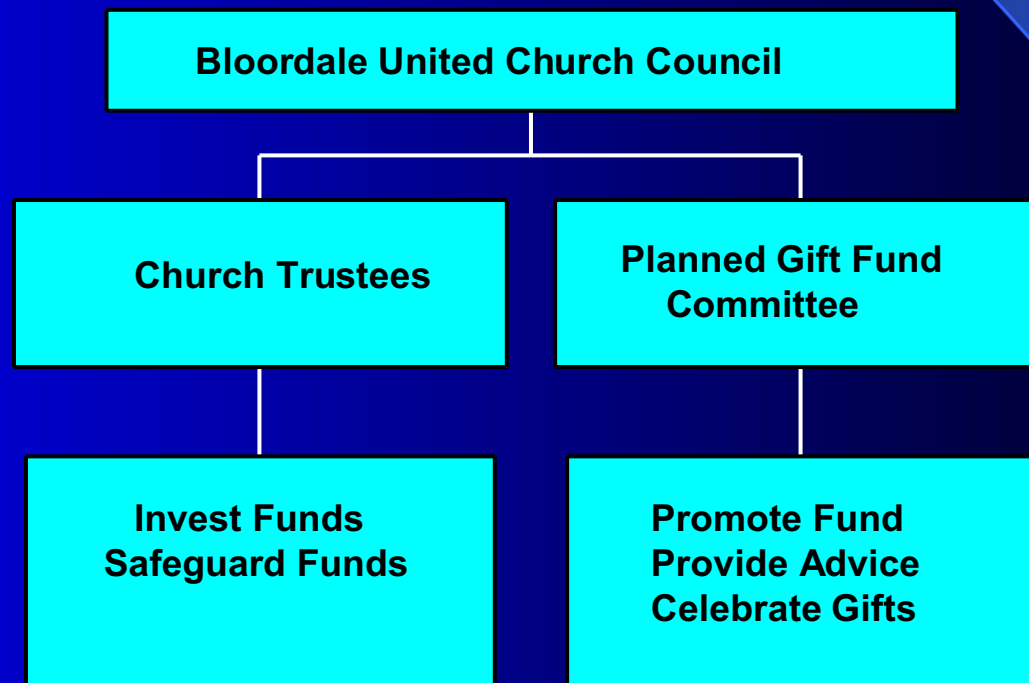 Bloordale United Church Council
Church Trustees
Planned Gift Fund
Committee
Invest Funds
Safeguard Funds
Promote Fund
Provide Advice
Celebrate Gifts